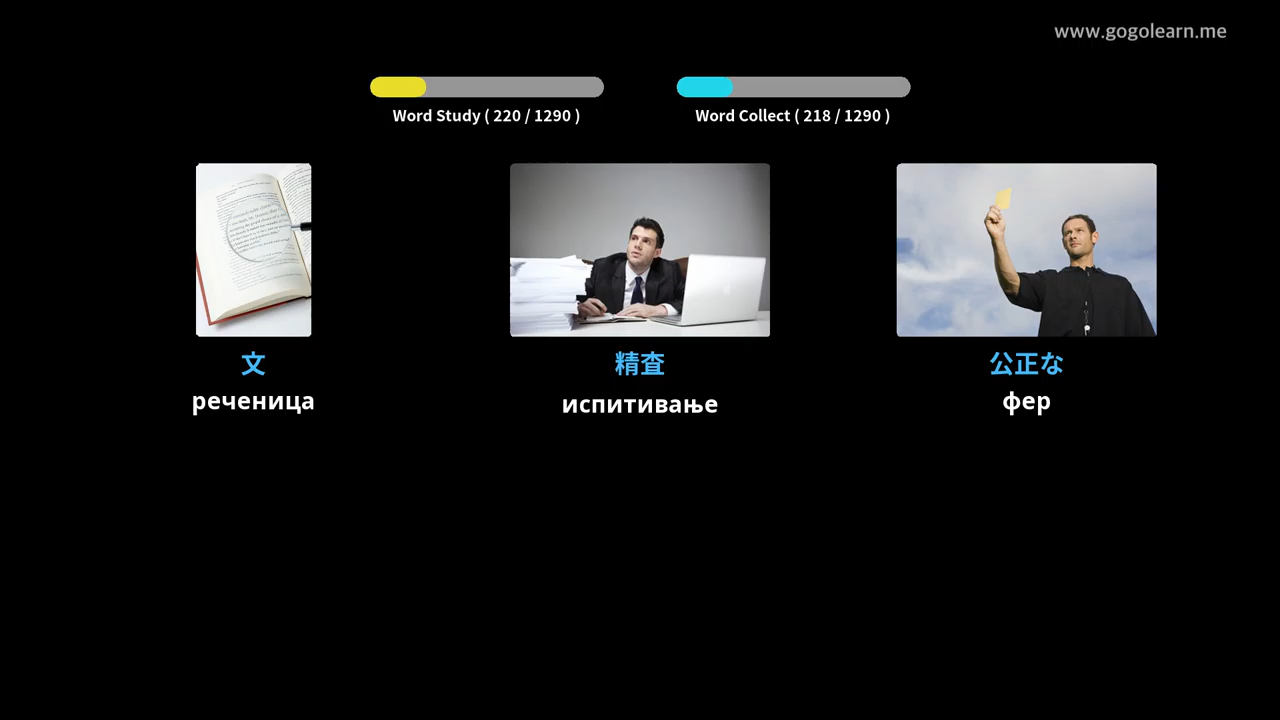 www.gogolearn.me
Word Study ( 220 / 1290 )
Word Collect ( 218 / 1290 )
文
精査
公正な
реченица
испитивање
фер